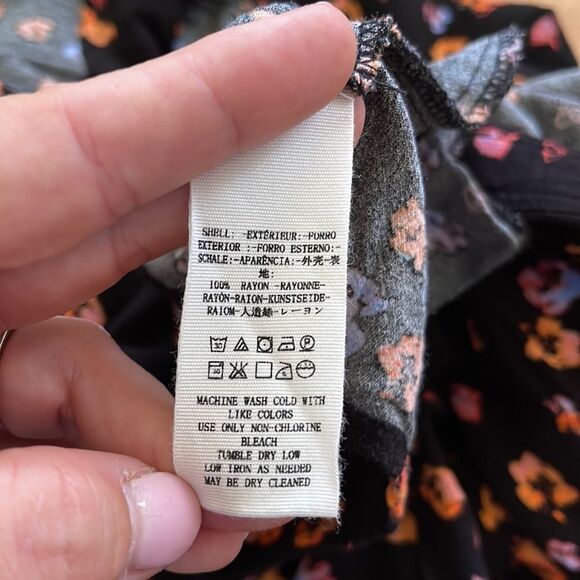 SHELL: -EXTÉRIEUR:-FORRO
EXTERIOR :-FORRO ESTERNO:-
SCHALE:-APARÊNCIA:-外壳-表
地:
100% RAYON -RAYONNE-
RAYÓN-RAION-KUNSTSEIDE-
RAIOM-人造絲-レーヨン
MACHINE WASH COLD WITH
LIKE COLORS
USE ONLY NON-CHLORINE
BLEACH
TUMBLE DRY LOW
LOW IRON AS NEEDED
MAY BE DRY CLEANED